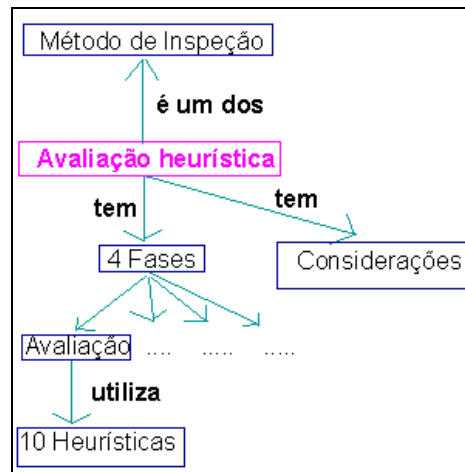 Método de Inspeção
é um dos
Avaliação heurística
tem
tem
4 Fases
Considerações
Avaliação .... ..... .....
utiliza
10 Heurísticas